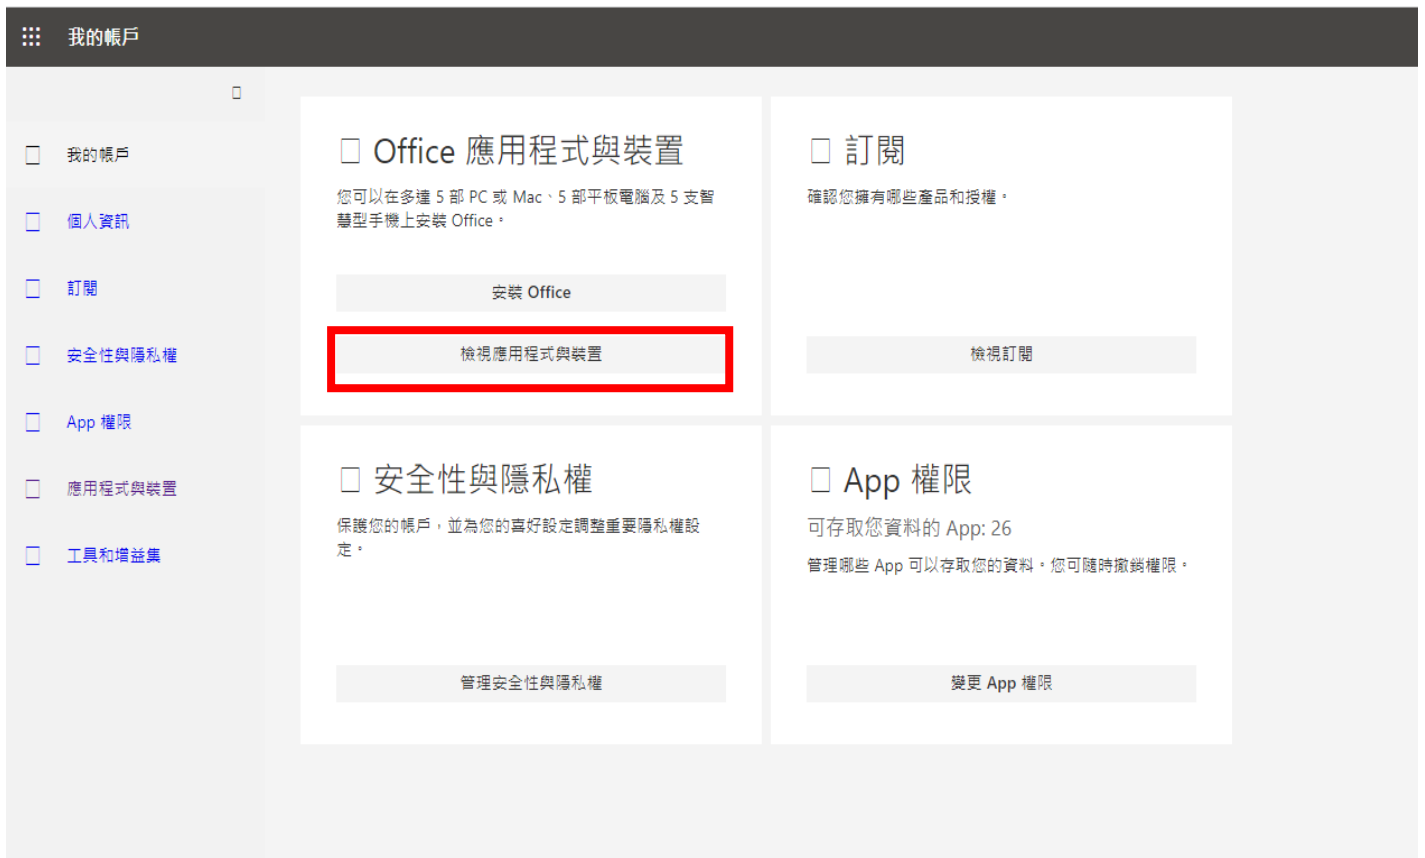 我的帳戶
我的帳戶
個人資訊
訂閱
安全性與隱私權
App 權限
應用程式與裝置
工具和增益集
Office 應用程式與裝置
您可以在多達 5 部 PC 或 Mac、5 部平板電腦及 5 支智
慧型手機上安裝 Office。
安裝 Office
檢視應用程式與裝置
訂閱
確認您擁有哪些產品和授權。
檢視訂閱
安全性與隱私權
保護您的帳戶，並為您的喜好設定調整重要隱私權設
定。
管理安全性與隱私權
App 權限
可存取您資料的 App: 26
管理哪些 App 可以存取您的資料。您可隨時撤銷權限。
變更 App 權限